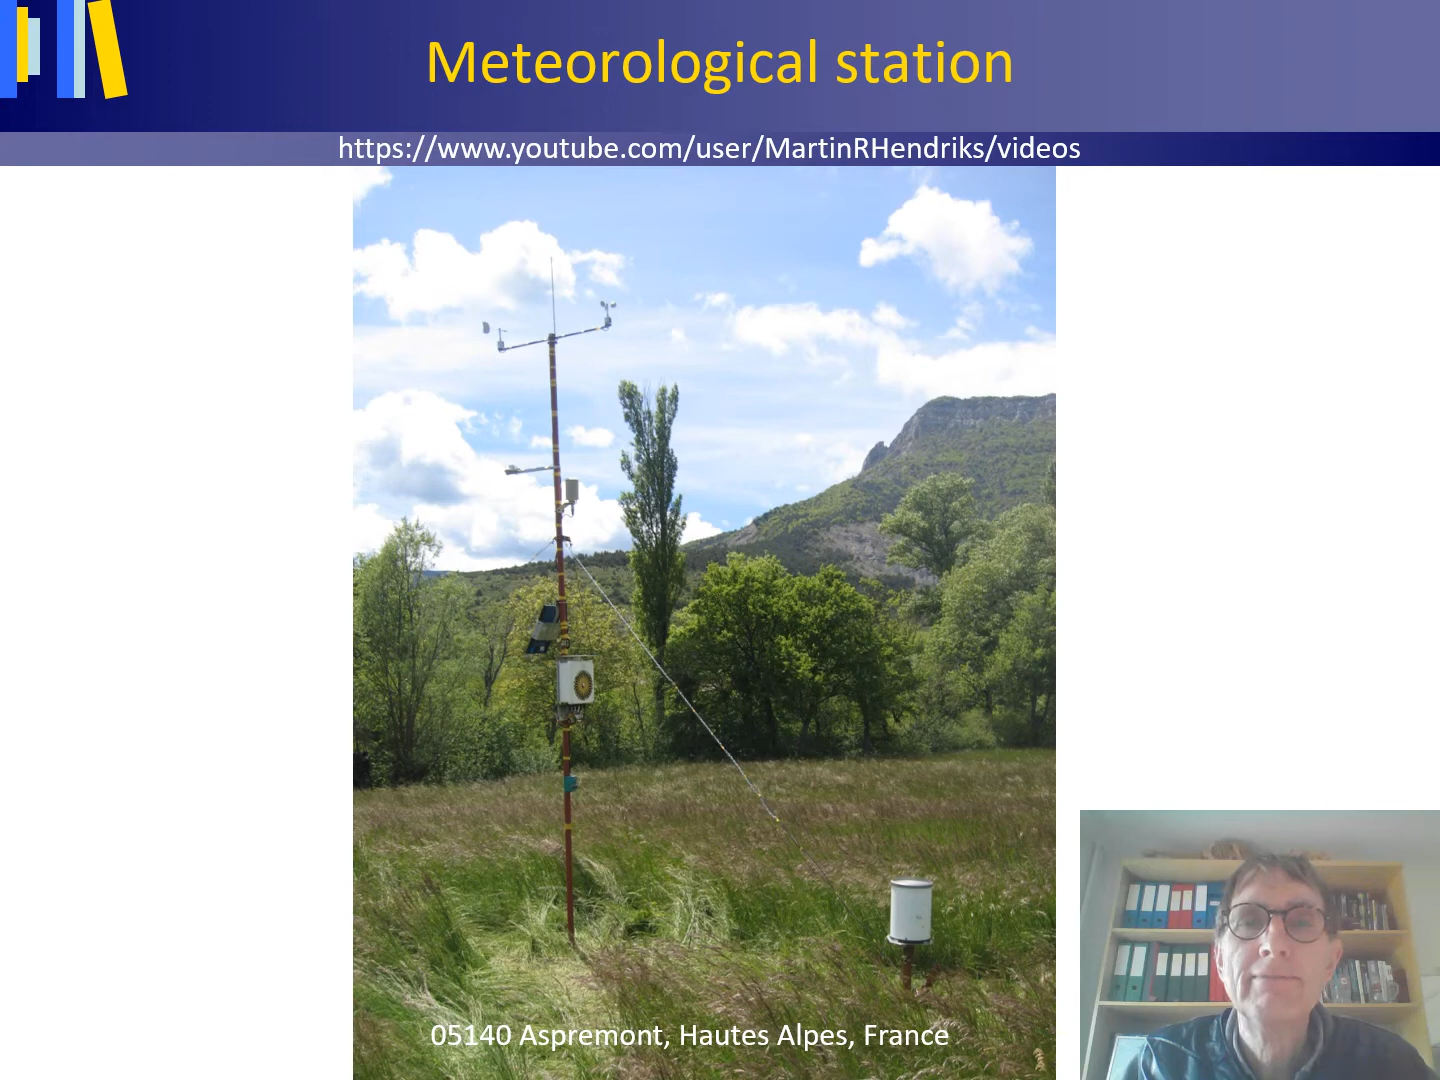 Meteorological station
https://www.youtube.com/user/MartinRHendriks/videos
05140 Aspremont, Hautes Alpes, France